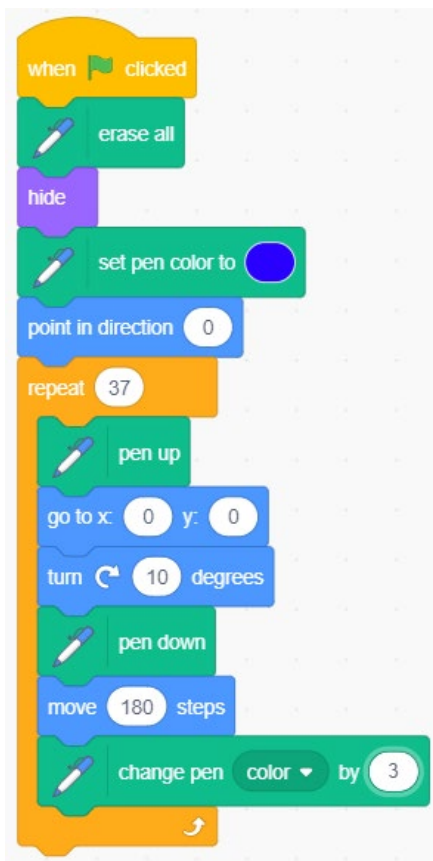 when clicked
erase all
hide
set pen color to
point in direction 0
repeat 37
pen up
go to x: 0 y: 0
turn 10 degrees
pen down
move 180 steps
change pen color by 3